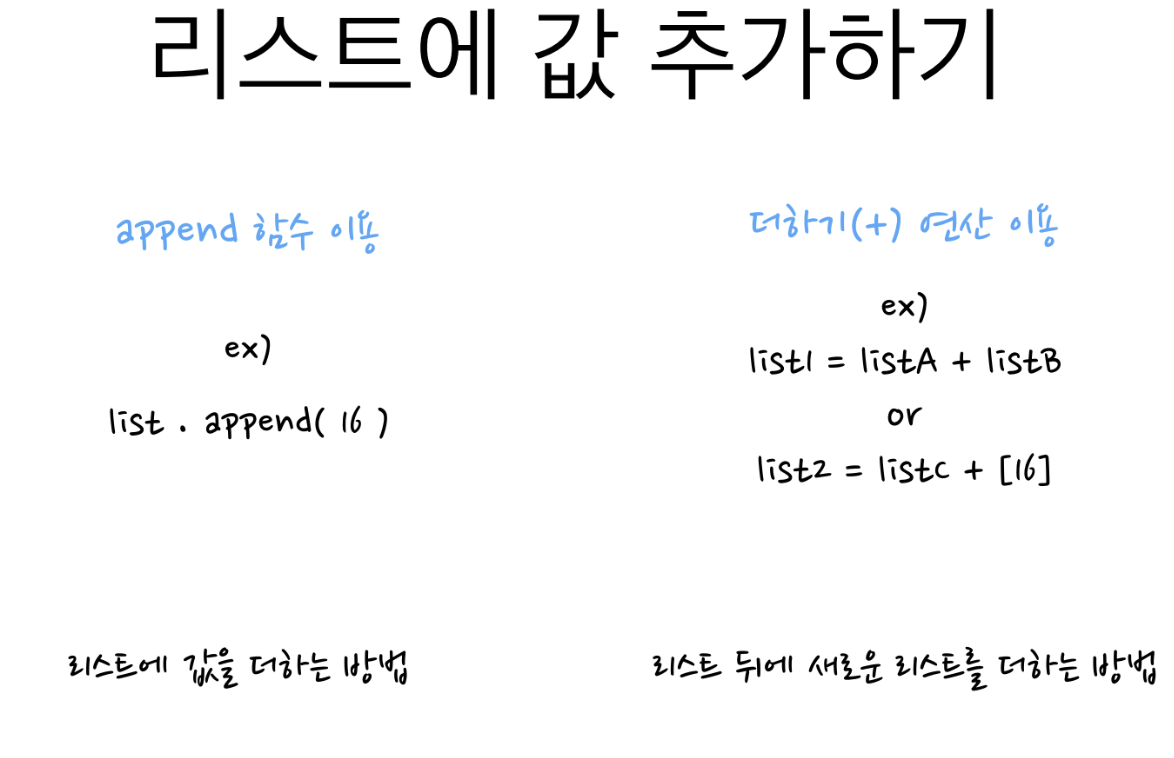 리스트에 값 추가하기
append 함수 이용
ex)
list . append( 16 )
리스트에 값을 더하는 방법
더하기(+) 연산 이용
ex)
list1 = listA + listB
or
list2 = listC + [16]
리스트 뒤에 새로운 리스트를 더하는 방법